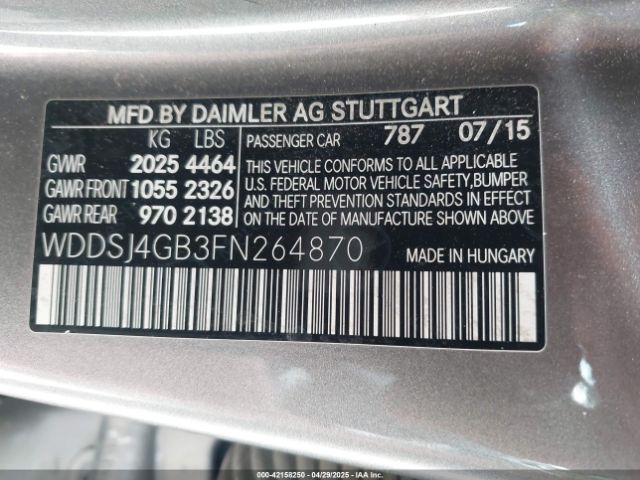 MFD.BY DAIMLER AG STUTTGART
KG LBS PASSENGER CAR 787 07/15
GVWR 2025 4464 THIS VEHICLE CONFORMS TO ALL APPLICABLE
GAWR FRONT 1055 2326 U.S. FEDERAL MOTOR VEHICLE SAFETY,BUMPER
AND THEFT PREVENTION STANDARDS IN EFFECT
GAWR REAR 970 2138 ON THE DATE OF MANUFACTURE SHOWN ABOVE.
WDDSJ4GB3FN264870 MADE IN HUNGARY
000-42158250 - 04/29/2025 - IAAI.COM